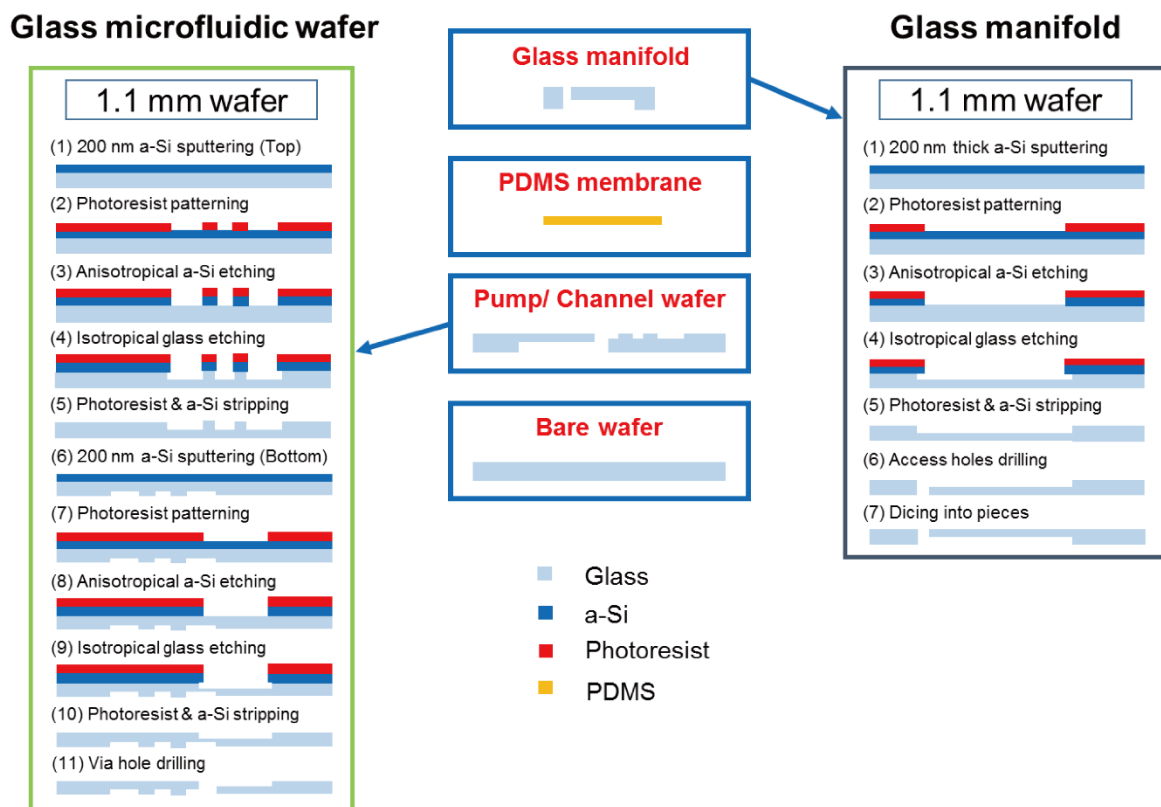 Glass microfluidic wafer
1.1 mm wafer
(1) 200 nm a-Si sputtering (Top)
(2) Photoresist patterning
(3) Anisotropical a-Si etching
(4) Isotropical glass etching
(5) Photoresist & a-Si stripping
(6) 200 nm a-Si sputtering (Bottom)
(7) Photoresist patterning
(8) Anisotropical a-Si etching
(9) Isotropical glass etching
(10) Photoresist & a-Si stripping
(11) Via hole drilling
Glass manifold
PDMS membrane
Pump/ Channel wafer
Bare wafer
Glass
a-Si
Photoresist
PDMS
Glass manifold
1.1 mm wafer
(1) 200 nm thick a-Si sputtering
(2) Photoresist patterning
(3) Anisotropical a-Si etching
(4) Isotropical glass etching
(5) Photoresist & a-Si stripping
(6) Access holes drilling
(7) Dicing into pieces